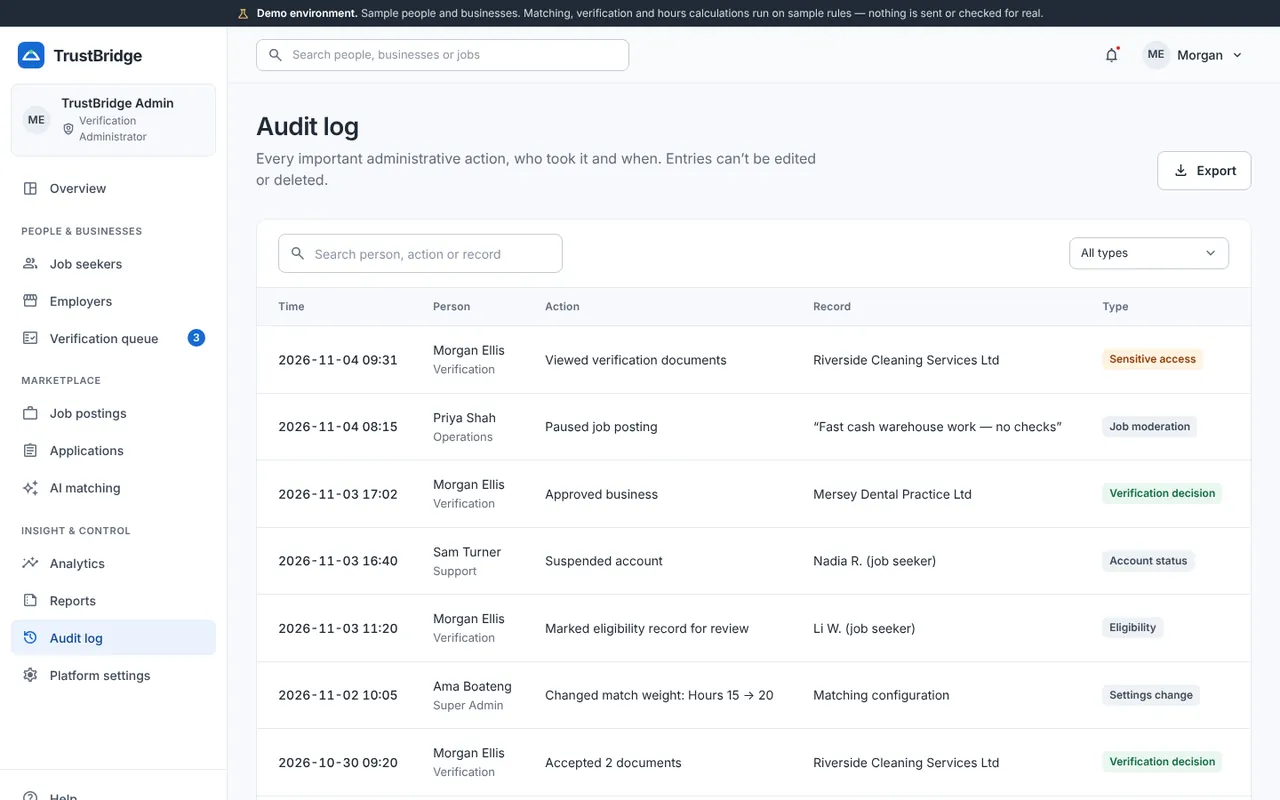 Demo environment. Sample people and businesses. Matching, verification and hours calculations run on sample rules — nothing is sent or checked for real.
TrustBridge
Search people, businesses or jobs
ME
Morgan
ME
TrustBridge Admin
Verification
Administrator
Overview
PEOPLE & BUSINESSES
Job seekers
Employers
Verification queue
3
MARKETPLACE
Job postings
Applications
AI matching
INSIGHT & CONTROL
Analytics
Reports
Audit log
Platform settings
Help
Audit log
Every important administrative action, who took it and when. Entries can’t be edited
or deleted.
Export
Search person, action or record
All types
Time Person Action Record Type
2026-11-04 09:31 Morgan Ellis Viewed verification documents Riverside Cleaning Services Ltd Sensitive access
Verification
2026-11-04 08:15 Priya Shah Paused job posting “Fast cash warehouse work — no checks” Job moderation
Operations
2026-11-03 17:02 Morgan Ellis Approved business Mersey Dental Practice Ltd Verification decision
Verification
2026-11-03 16:40 Sam Turner Suspended account Nadia R. (job seeker) Account status
Support
2026-11-03 11:20 Morgan Ellis Marked eligibility record for review Li W. (job seeker) Eligibility
Verification
2026-11-02 10:05 Ama Boateng Changed match weight: Hours 15 → 20 Matching configuration Settings change
Super Admin
2026-10-30 09:20 Morgan Ellis Accepted 2 documents Riverside Cleaning Services Ltd Verification decision
Verification